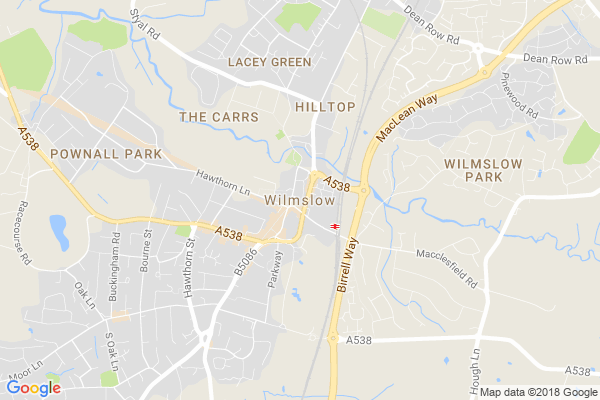 Styal Rd
Dean Row Rd
LACEY GREEN
Dean Row Rd
Pinewood Rd
MacLean Way
HILLTOP
THE CARRS
A538
POWNALL PARK
WILMSLOW
PARK
Hawthorn Ln
A538
Wilmslow
Racecourse Rd
Buckingham Rd
Bourne St
Hawthorn St
A538
B5086
Parkway
Birrell Way
Macclesfield Rd
Oak Ln
S Oak Ln
Moor Ln
A538
Hough Ln
A538
Google
Map data ©2018 Google